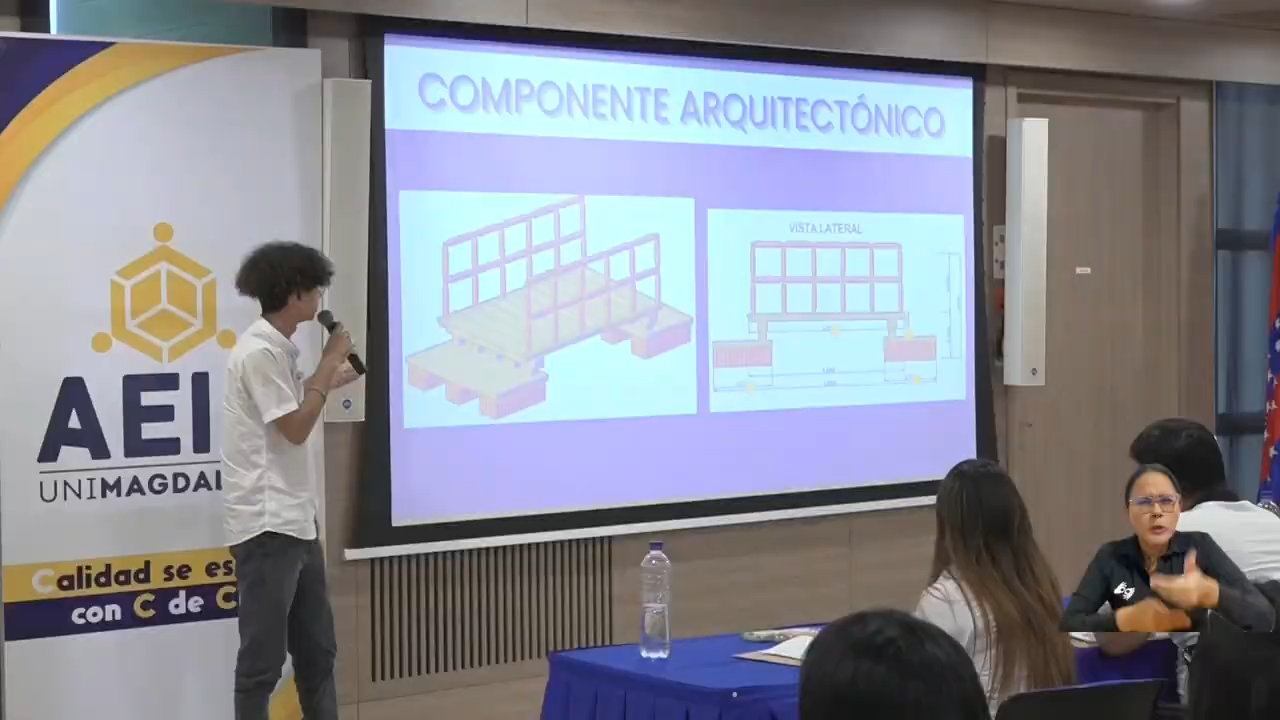 COMPONENTE ARQUITECTÓNICO
VISTA LATERAL
AEI
UNIMAGDAL
Calidad se es
con C de C